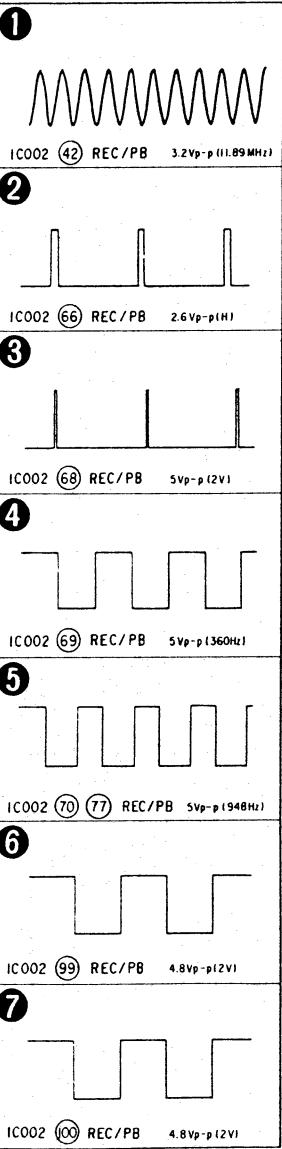 1
IC002 42 REC/PB 3.2Vp-p(11.89MHz)
2
IC002 66 REC/PB 2.6Vp-p(H)
3
IC002 68 REC/PB 5Vp-p(2V)
4
IC002 69 REC/PB 5Vp-p(360Hz)
5
IC002 70 77 REC/PB 5Vp-p(948Hz)
6
IC002 99 REC/PB 4.8Vp-p(2V)
7
IC002 100 REC/PB 4.8Vp-p(2V)